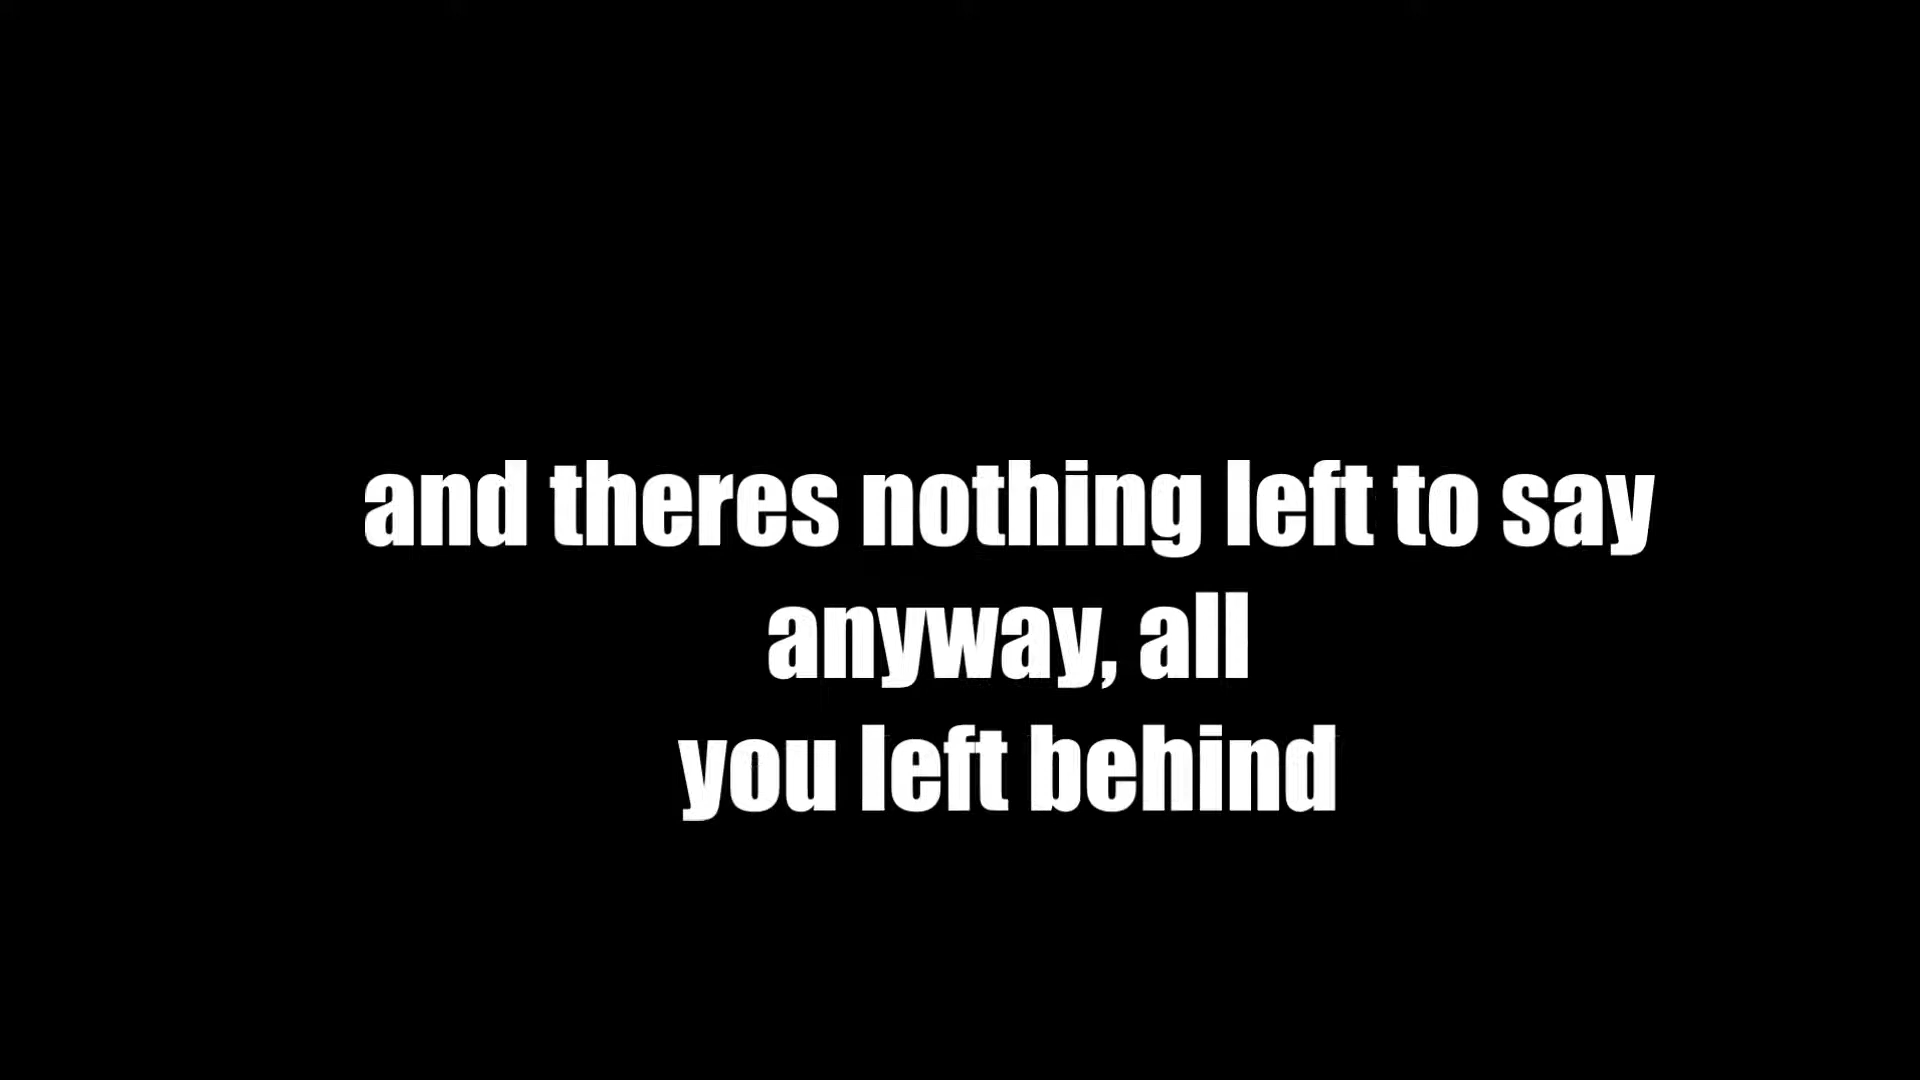 and theres nothing left to say
anyway, all
you left behind